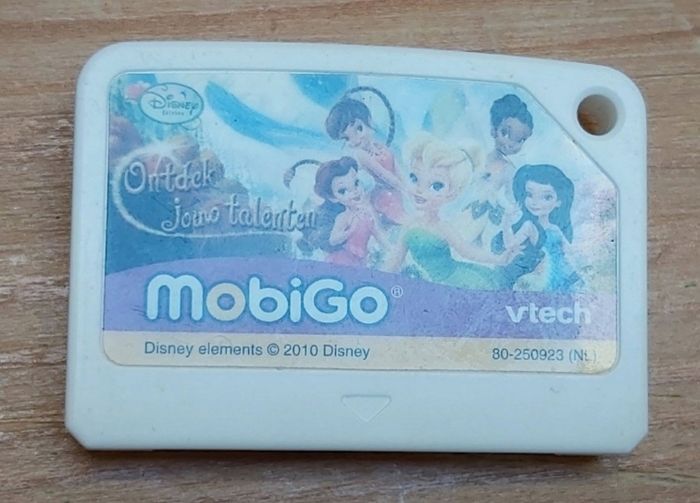 Disney
Ontdek
jouw talenten
mobiGo®
vtech
Disney elements © 2010 Disney
80-250923 (NL)